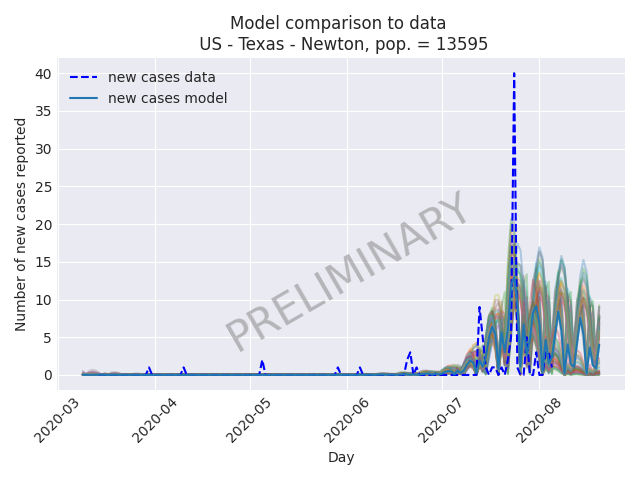 Model comparison to data
US - Texas - Newton, pop. = 13595
new cases data
new cases model
Number of new cases reported
40
35
30
25
20
15
10
5
0
PRELIMINARY
2020-03
2020-04
2020-05
2020-06
2020-07
2020-08
Day